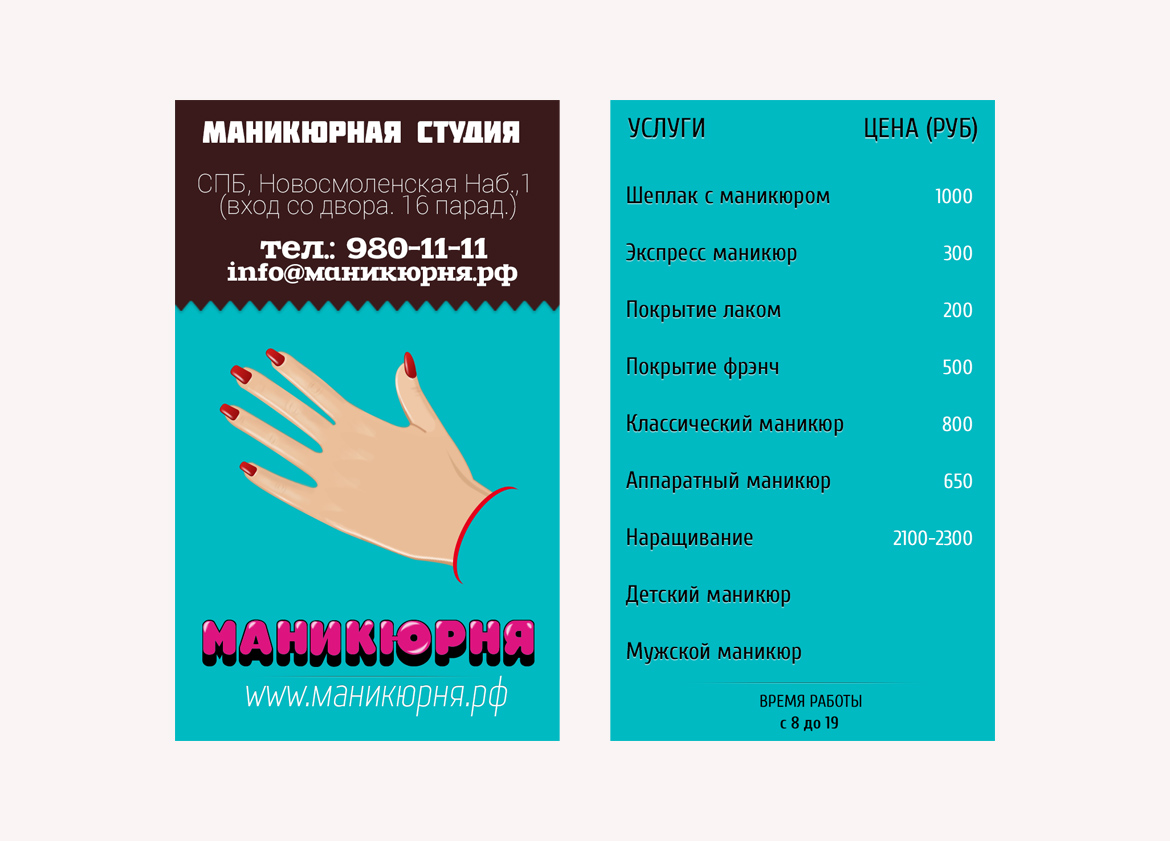 МАНИКЮРНАЯ СТУДИЯ
СПБ, Новосмоленская Наб.,1
(вход со двора. 16 парад.)
тел.: 980-11-11
info@маникюрня.рф
МАНИКЮРНЯ
www.маникюрня.рф
УСЛУГИ ЦЕНА (РУБ)
Шеплак с маникюром 1000
Экспресс маникюр 300
Покрытие лаком 200
Покрытие фрэнч 500
Классический маникюр 800
Аппаратный маникюр 650
Наращивание 2100-2300
Детский маникюр
Мужской маникюр
ВРЕМЯ РАБОТЫ
с 8 до 19